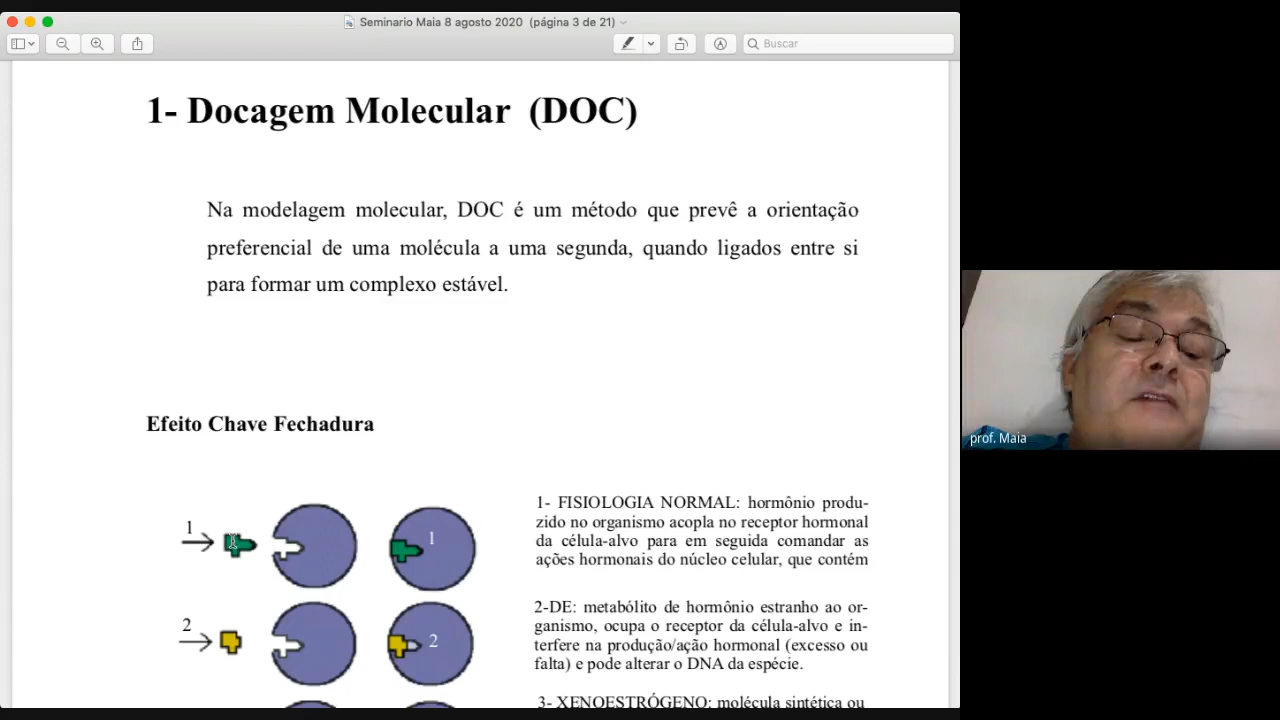 Seminario Maia 8 agosto 2020 (página 3 de 21)
Buscar
1- Docagem Molecular (DOC)
Na modelagem molecular, DOC é um método que prevê a orientação
preferencial de uma molécula a uma segunda, quando ligados entre si
para formar um complexo estável.
Efeito Chave Fechadura
1
1
1- FISIOLOGIA NORMAL: hormônio produ-
zido no organismo acopla no receptor hormonal
da célula-alvo para em seguida comandar as
ações hormonais do núcleo celular, que contém
2
2
2-DE: metabólito de hormônio estranho ao or-
ganismo, ocupa o receptor da célula-alvo e in-
terfere na produção/ação hormonal (excesso ou
falta) e pode alterar o DNA da espécie.
3- XENOESTRÓGENO: molécula sintética ou
prof. Maia